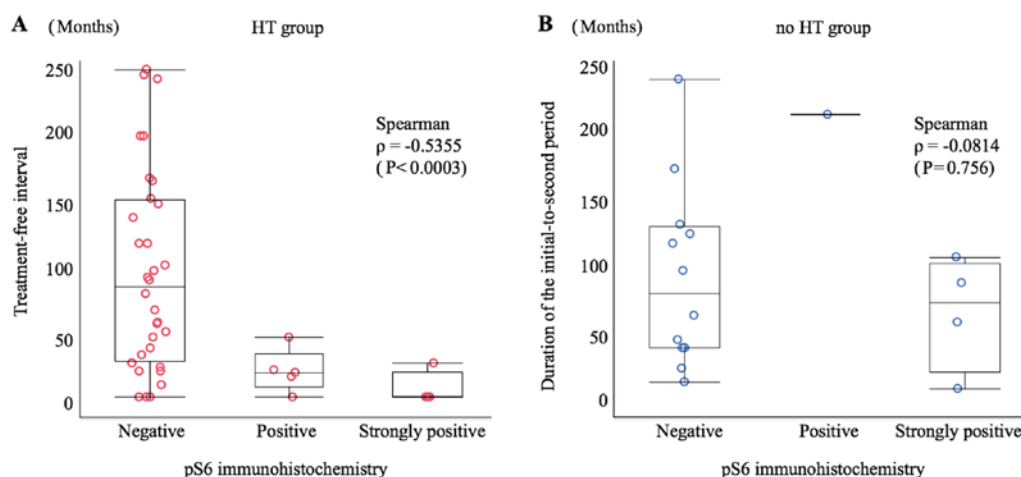 A (Months) HT group
250
200
150
100
50
0
Treatment-free interval
Spearman
ρ = -0.5355
(P<0.0003)
Negative Positive Strongly positive
pS6 immunohistochemistry
B (Months) no HT group
250
200
150
100
50
0
Duration of the initial-to-second period
Spearman
ρ = -0.0814
(P=0.756)
Negative Positive Strongly positive
pS6 immunohistochemistry